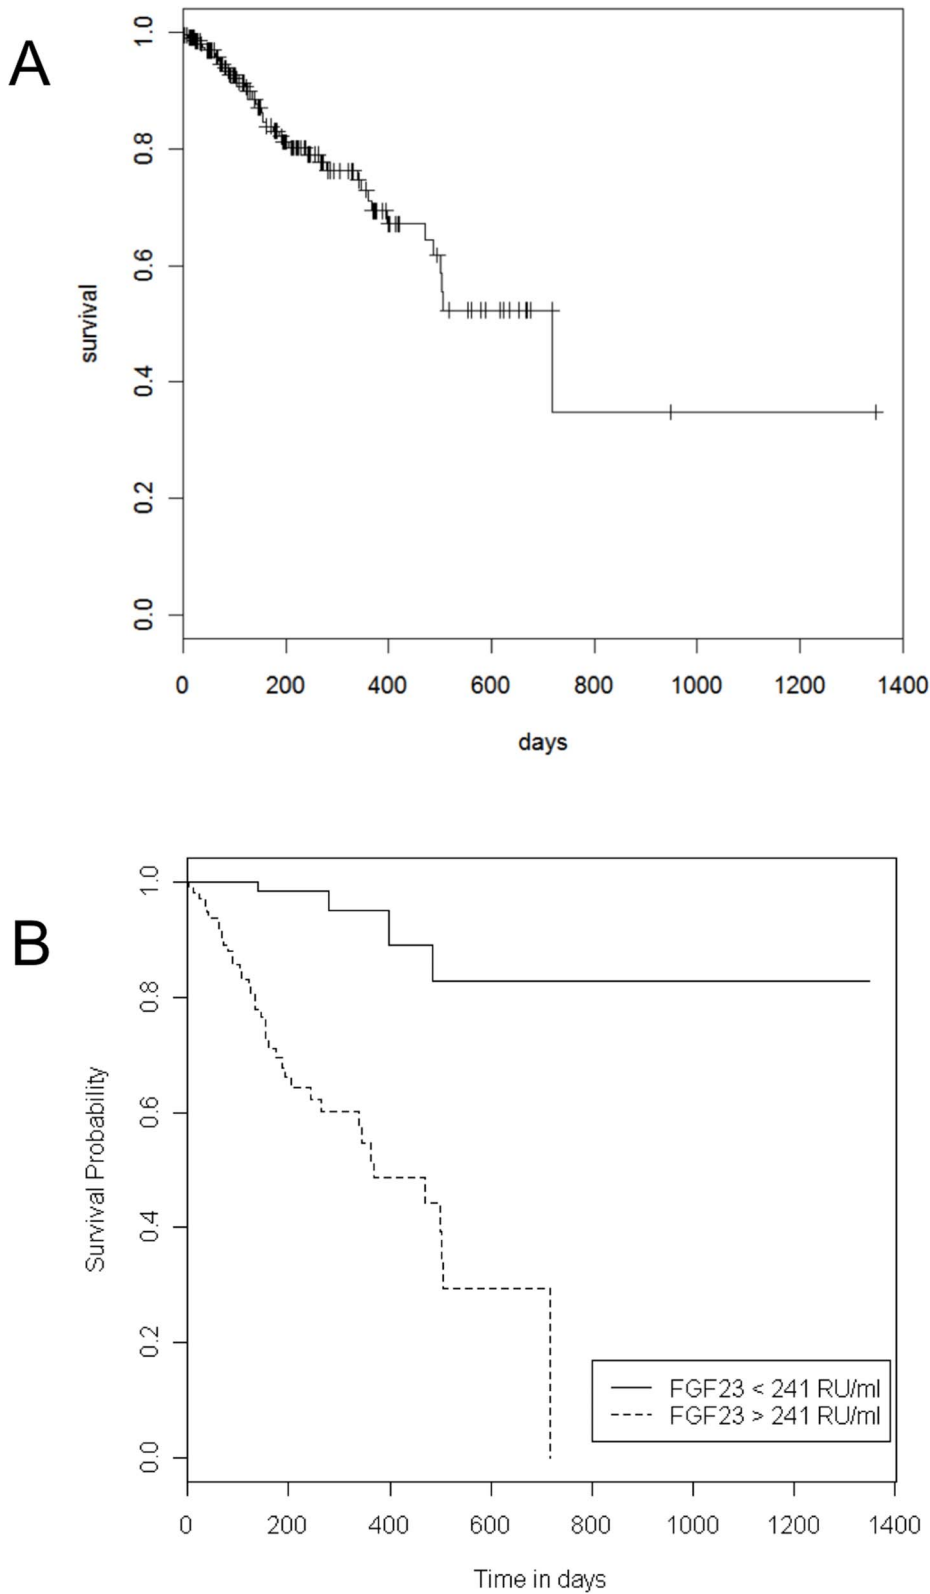 A
1.0
0.8
0.6
0.4
0.2
0.0
survival
0 200 400 600 800 1000 1200 1400
days
B
1.0
0.8
0.6
0.4
0.2
0.0
Survival Probability
FGF23 < 241 RU/ml
FGF23 > 241 RU/ml
0 200 400 600 800 1000 1200 1400
Time in days